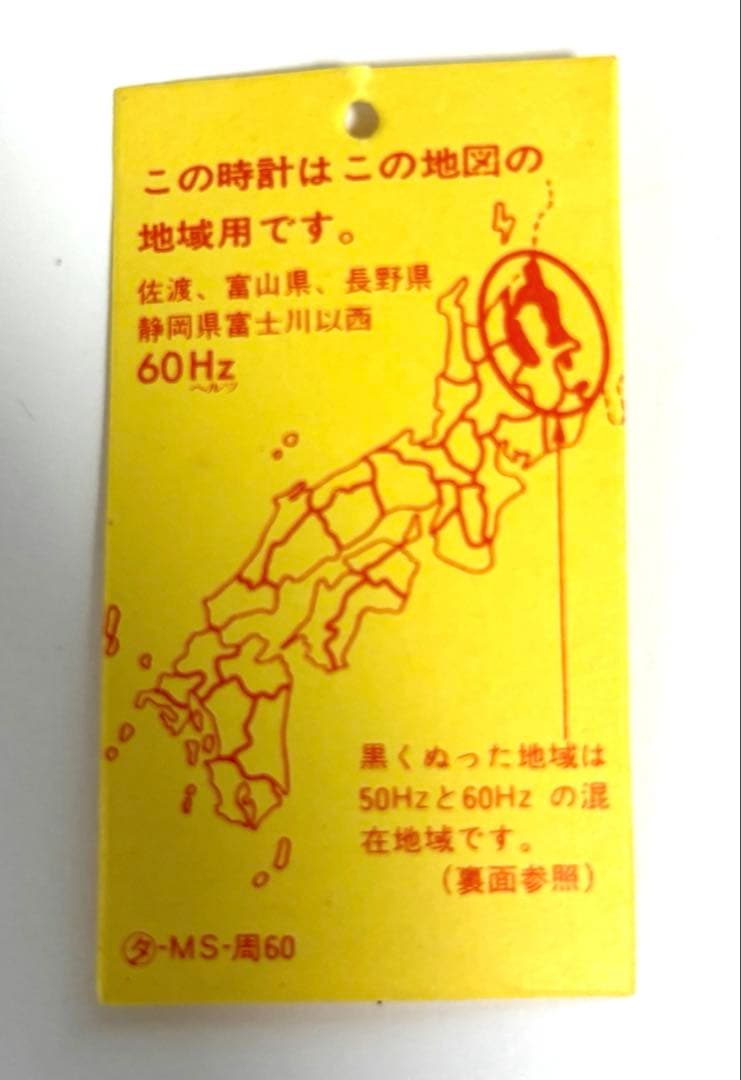 この時計はこの地図の
地域用です。
佐渡、富山県、長野県
静岡県富士川以西
60Hz
ヘルツ
黒くぬった地域は
50Hzと60Hz の混
在地域です。
(裏面参照)
㋟-MS-周60